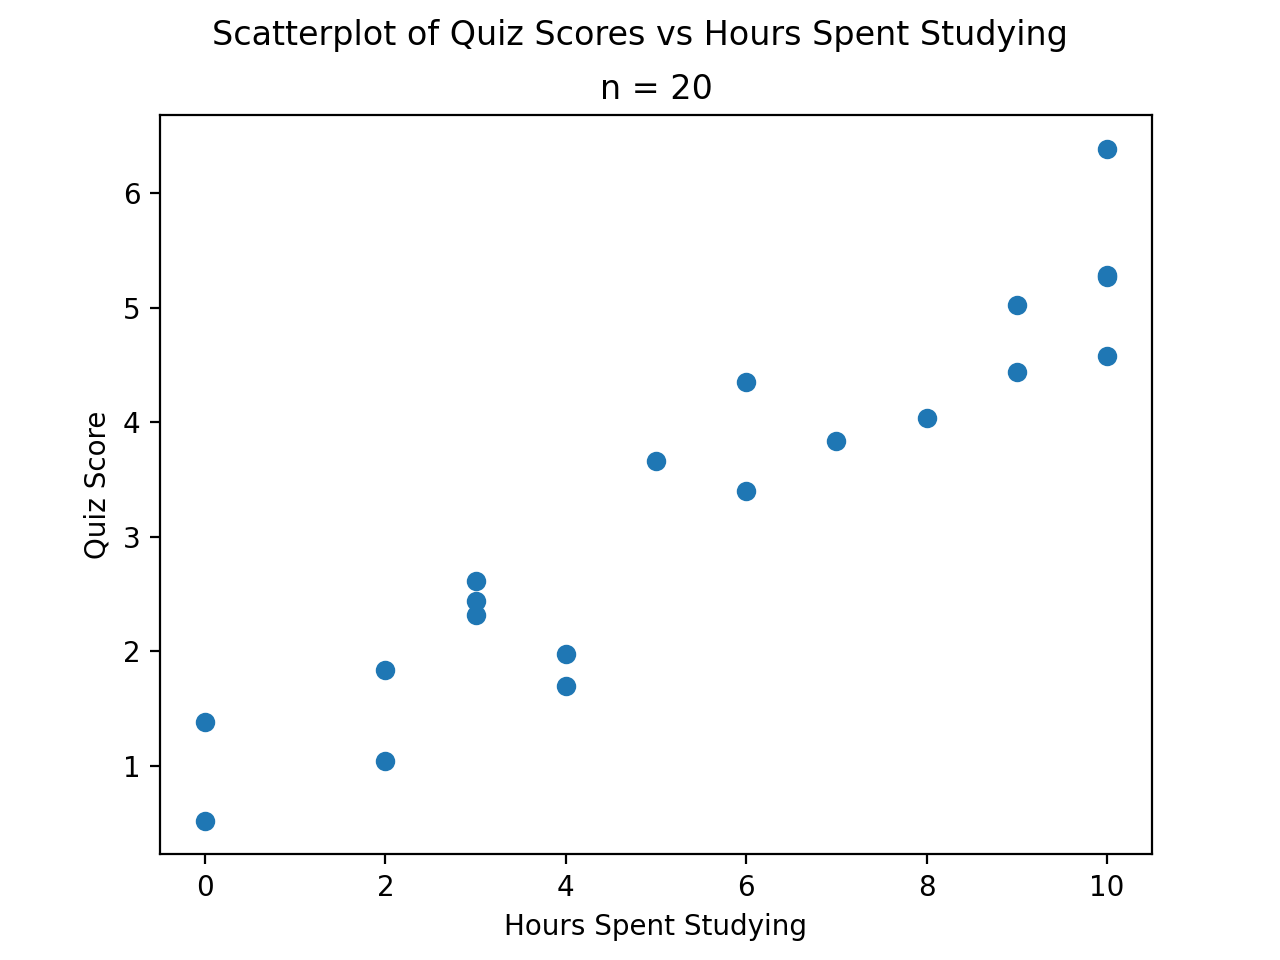 Scatterplot of Quiz Scores vs Hours Spent Studying
n = 20
6
5
4
3
2
1
Quiz Score
0 2 4 6 8 10
Hours Spent Studying